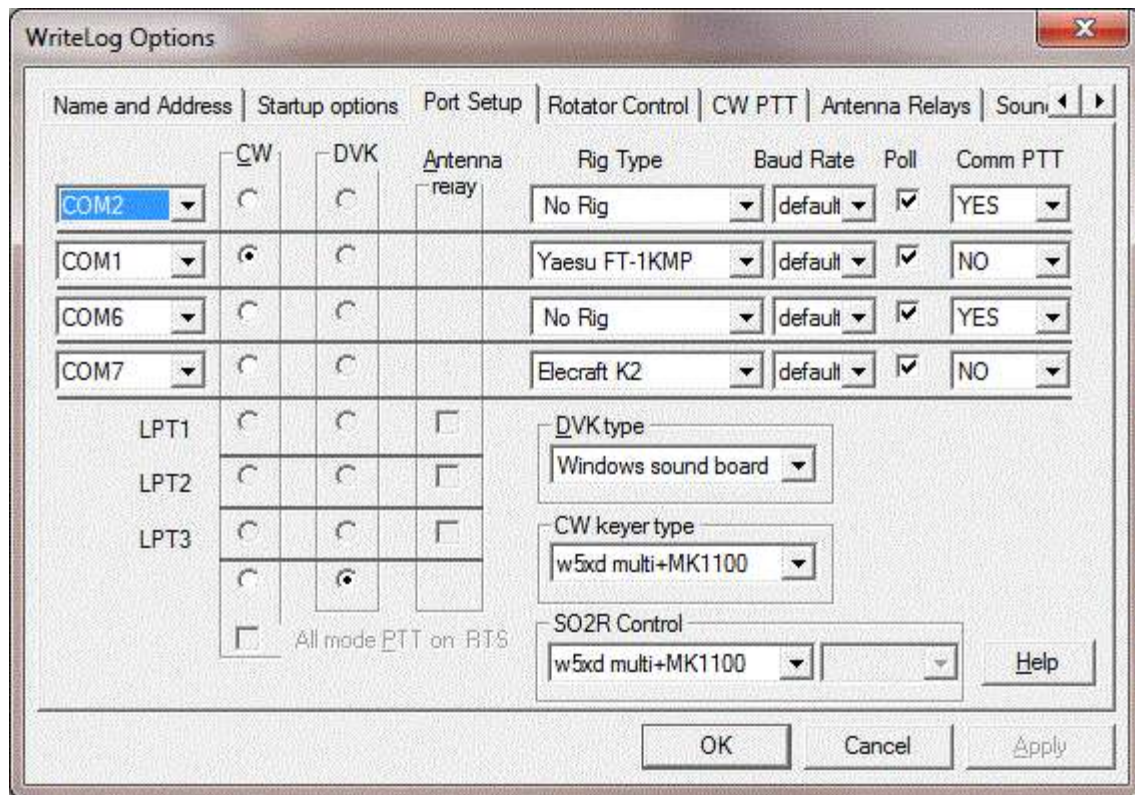 WriteLog Options
Name and Address Startup options Port Setup Rotator Control CW PTT Antenna Relays Soun
CW DVK Antenna relay Rig Type Baud Rate Poll Comm PTT
COM2 No Rig default YES
COM1 Yaesu FT-1KMP default NO
COM6 No Rig default YES
COM7 Elecraft K2 default NO
LPT1
DVK type
Windows sound board
LPT2
LPT3
CW keyer type
w5xd multi+MK1100
All mode PTT on RTS
SO2R Control
w5xd multi+MK1100
Help
OK Cancel Apply